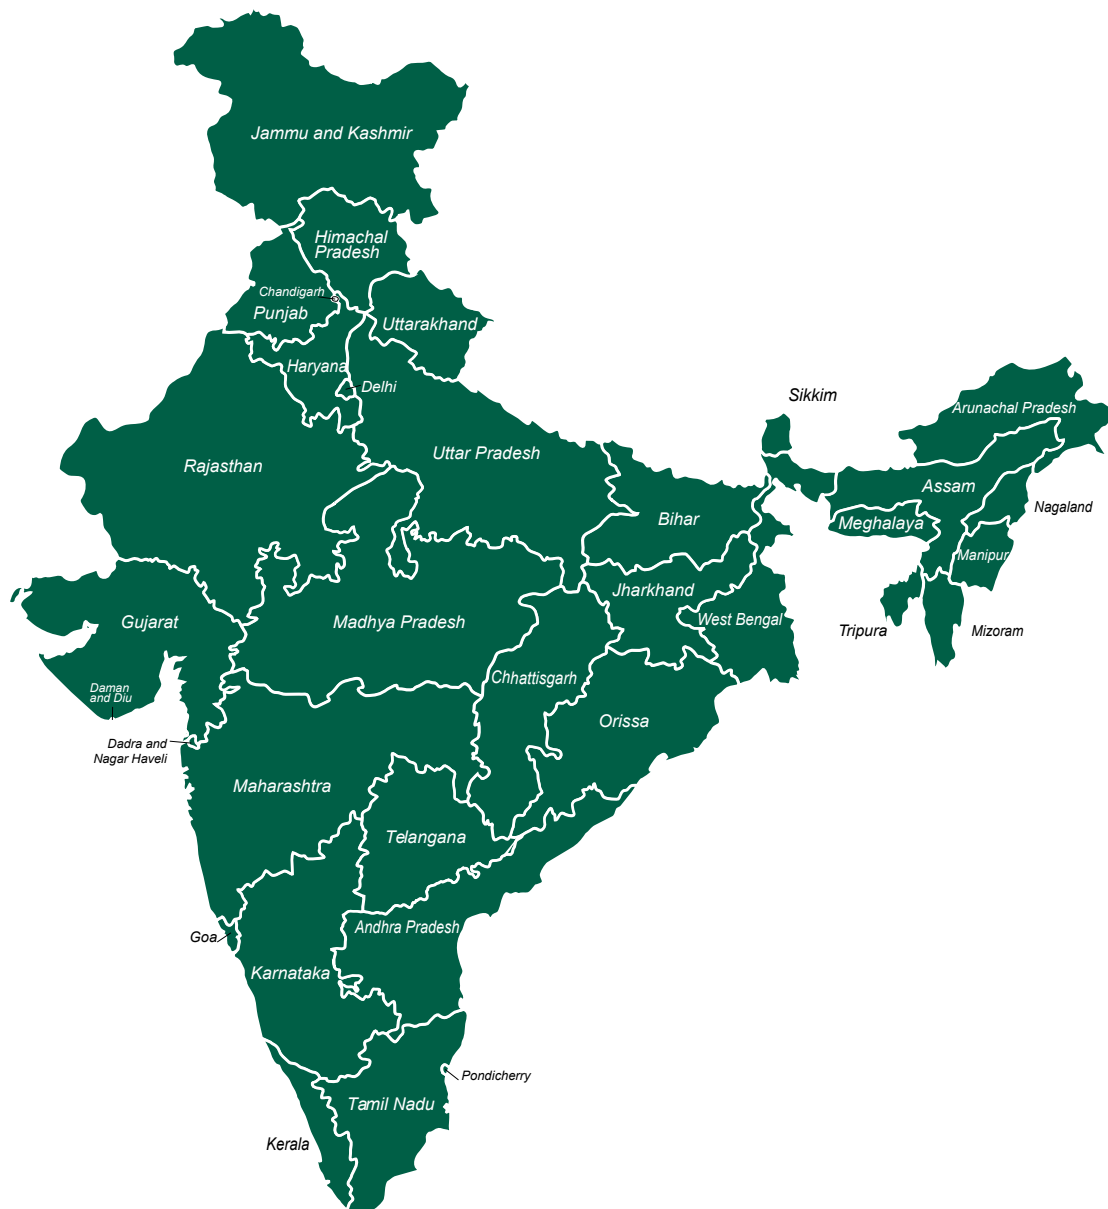 Jammu and Kashmir
Himachal
Pradesh
Chandigarh
Punjab
Uttarakhand
Haryana
Delhi
Sikkim
Arunachal Pradesh
Rajasthan
Uttar Pradesh
Assam
Nagaland
Bihar
Meghalaya
Manipur
Jharkhand
Gujarat
Madhya Pradesh
West Bengal
Tripura
Mizoram
Chhattisgarh
Daman
and Diu
Orissa
Dadra and
Nagar Haveli
Maharashtra
Telangana
Andhra Pradesh
Goa
Karnataka
Pondicherry
Tamil Nadu
Kerala